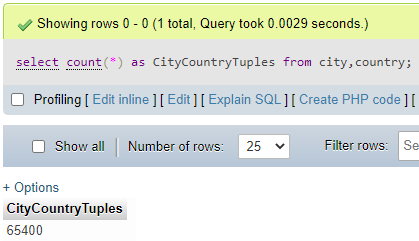 Showing rows 0 - 0 (1 total, Query took 0.0029 seconds.)
select count(*) as CityCountryTuples from city,country;
Profiling [ Edit inline ] [ Edit ] [ Explain SQL ] [ Create PHP code ] [
Show all Number of rows: 25 Filter rows: Se
+ Options
CityCountryTuples
65400